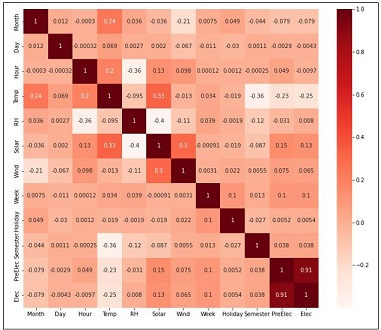 Month 1 0.012 -0.0003 0.24 0.036 0.036 -0.21 0.0075 0.049 -0.044 -0.079 -0.079
Day 0.012 1 -0.00032 0.069 0.0027 0.002 -0.067 -0.011 -0.03 0.0011 -0.0029 -0.0043
Hour -0.0003 -0.00032 1 0.2 -0.36 0.13 0.098 0.00012 0.0012 -0.00025 0.049 -0.0097
Temp 0.24 0.069 0.2 1 -0.095 0.33 -0.013 0.034 -0.019 -0.36 -0.23 -0.25
RH 0.036 0.0027 -0.36 -0.095 1 -0.4 -0.11 0.039 -0.0019 -0.12 -0.031 0.008
Solar 0.036 0.002 0.13 0.33 -0.4 1 0.3 -0.00091 -0.019 -0.087 0.15 0.13
Wind -0.21 -0.067 0.098 -0.013 -0.11 0.3 1 0.0031 0.022 0.0055 0.075 0.065
Week 0.0075 -0.011 0.00012 0.034 0.039 -0.00091 0.0031 1 0.1 0.013 0.1 0.1
Holiday 0.049 -0.03 0.0012 -0.019 -0.0019 -0.019 0.022 0.1 1 -0.027 0.0052 0.0054
Semester -0.044 0.0011 -0.00025 -0.36 -0.12 -0.087 0.0055 0.013 -0.027 1 0.038 0.038
PreElec -0.079 -0.0029 0.049 -0.23 -0.031 0.15 0.075 0.1 0.0052 0.038 1 0.91
Elec -0.079 -0.0043 -0.0097 -0.25 0.008 0.13 0.065 0.1 0.0054 0.038 0.91 1
Month Day Hour Temp RH Solar Wind Week Holiday Semester PreElec Elec
1.0
0.8
0.6
0.4
0.2
0.0
-0.2